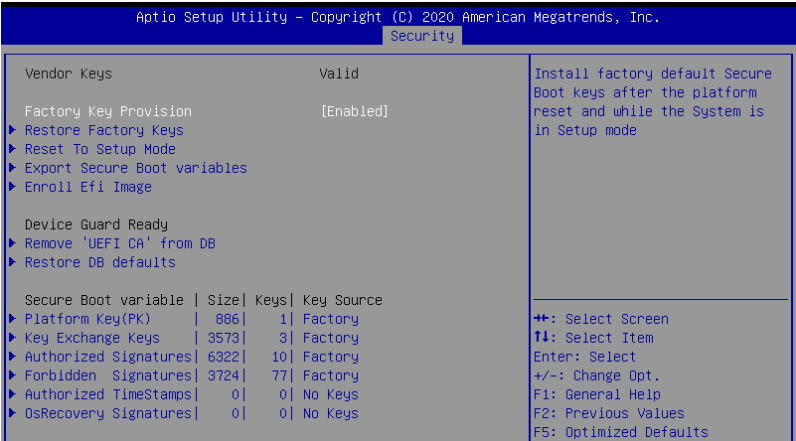 Aptio Setup Utility – Copyright (C) 2020 American Megatrends, Inc.
Security
Vendor Keys Valid
Factory Key Provision [Enabled]
Restore Factory Keys
Reset To Setup Mode
Export Secure Boot variables
Enroll Efi Image
Device Guard Ready
Remove 'UEFI CA' from DB
Restore DB defaults
Secure Boot variable | Size| Keys| Key Source
Platform Key(PK) | 886| 1| Factory
Key Exchange Keys | 3573| 3| Factory
Authorized Signatures| 6322| 10| Factory
Forbidden Signatures| 3724| 77| Factory
Authorized TimeStamps| 0| 0| No Keys
OsRecovery Signatures| 0| 0| No Keys
Install factory default Secure
Boot keys after the platform
reset and while the System is
in Setup mode
→←: Select Screen
↑↓: Select Item
Enter: Select
+/-: Change Opt.
F1: General Help
F2: Previous Values
F5: Optimized Defaults